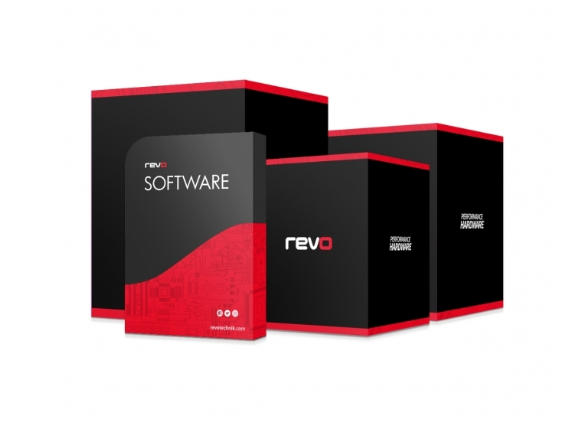 revo
SOFTWARE
revotechnik.com
revo
PERFORMANCE
HARDWARE
PERFORMANCE
HARDWARE